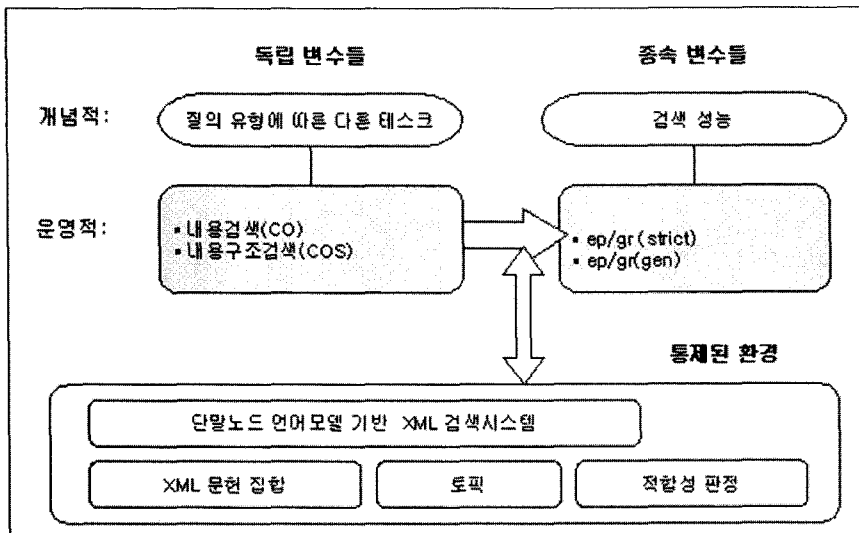 독립 변수들 종속 변수들
개념적: 질의 유형에 따른 다른 테스크 검색 성능
운영적:
▪ 내용검색(CO)
▪ 내용구조검색(COS)
▪ ep/gr(strict)
▪ ep/gr(gen)
통제된 환경
단말노드 언어모델 기반 XML 검색시스템
XML 문헌 집합 토픽 적합성 판정